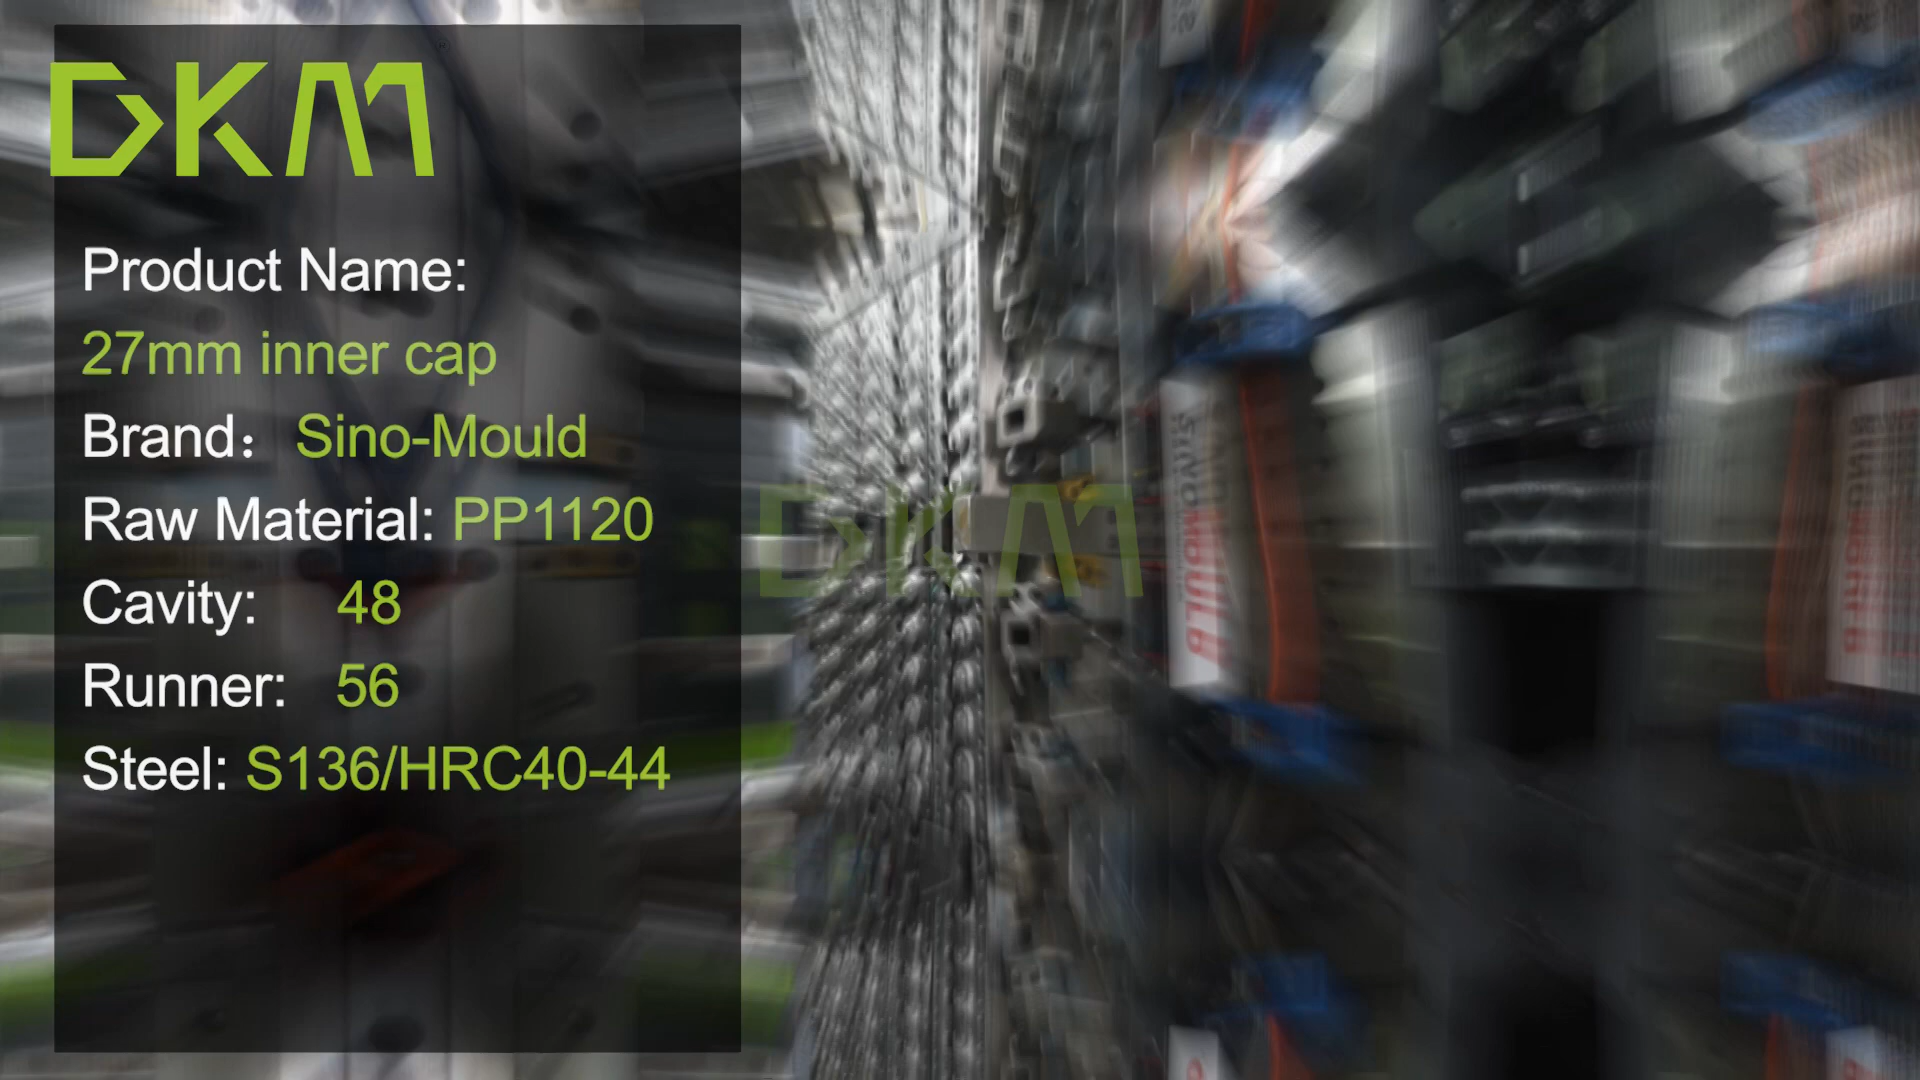 DKM
Product Name:
27mm inner cap
Brand： Sino-Mould
Raw Material: PP1120
Cavity: 48
Runner: 56
Steel: S136/HRC40-44
DKM